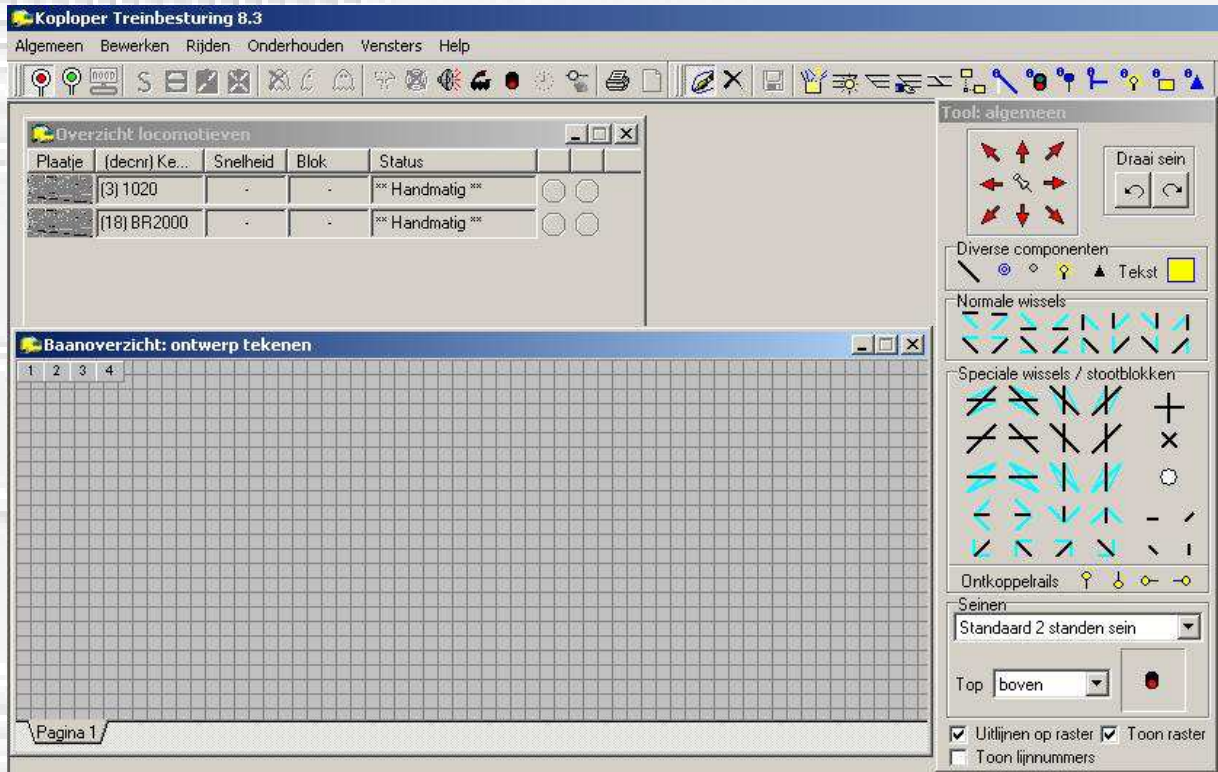 Koploper Treinbesturing 8.3
Algemeen Bewerken Rijden Onderhouden Vensters Help
Overzicht locomotieven
Plaatje (decnr) Ke... Snelheid Blok Status
(3) 1020 - - ** Handmatig **
(18) BR2000 - - ** Handmatig **
Baanoverzicht: ontwerp tekenen
1 2 3 4
Pagina 1
Tool: algemeen
Draai sein
Diverse componenten
Tekst
Normale wissels
Speciale wissels / stootblokken
Ontkoppelrails
Seinen
Standaard 2 standen sein
Top boven
Uitlijnen op raster Toon raster
Toon lijnnummers